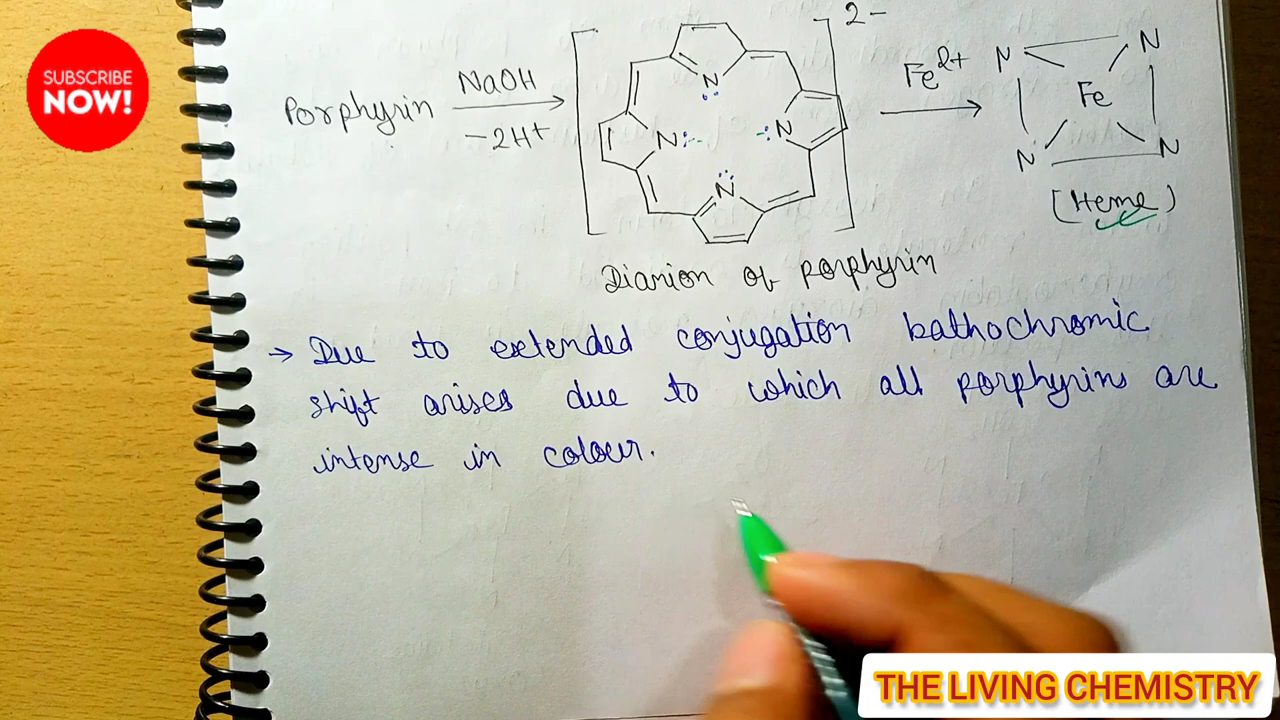 SUBSCRIBE
NOW!
Porphyrin
NaOH
-2H+
N
N
N
N
2-
Fe2+
N N
Fe
N N
(Heme)
Dianion of porphyrin
→ Due to extended conjugation bathochromic
shift arises due to which all porphyrins are
intense in colour.
THE LIVING CHEMISTRY